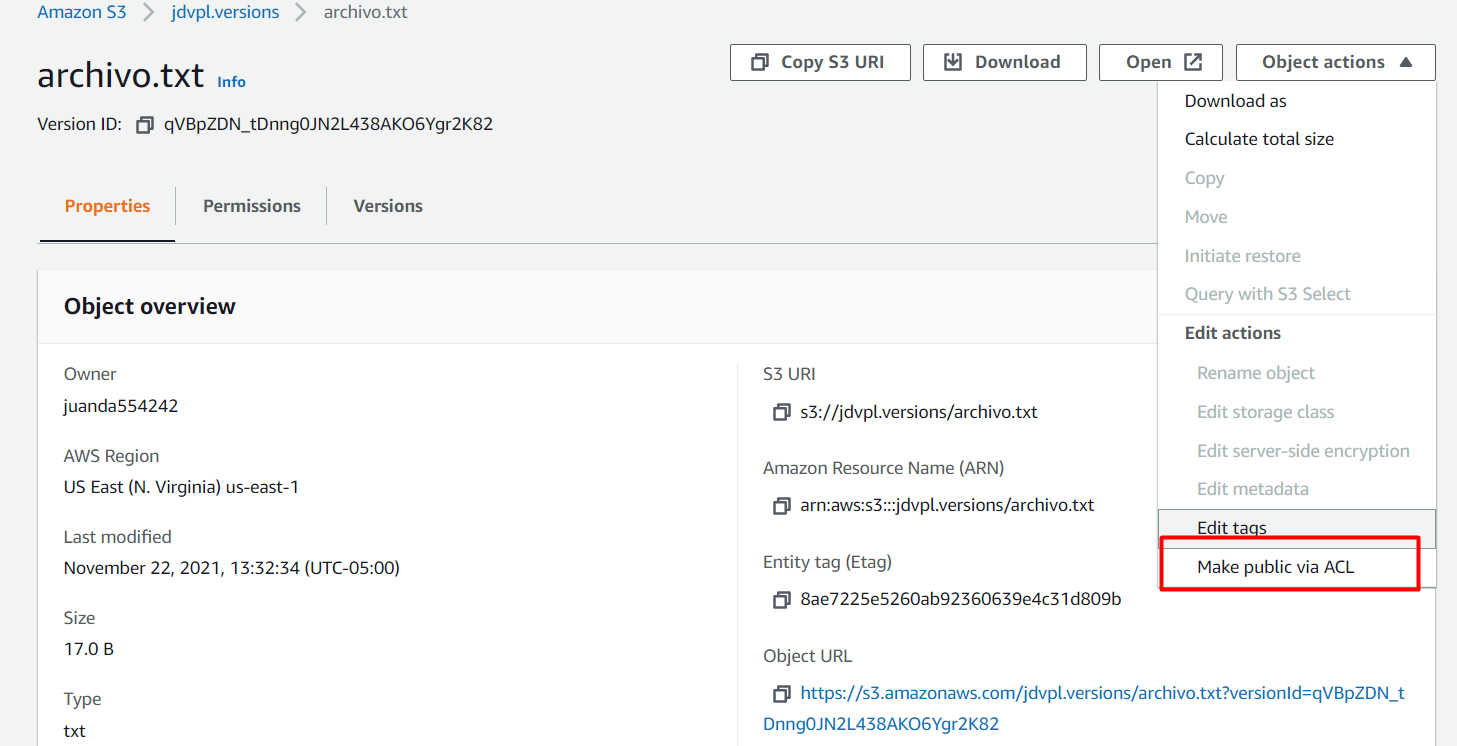 Amazon S3 > jdvpl.versions > archivo.txt
archivo.txt Info
Copy S3 URI Download Open Object actions
Version ID: qVBpZDN_tDnng0JN2L438AKO6Ygr2K82
Download as
Calculate total size
Copy
Move
Initiate restore
Query with S3 Select
Edit actions
Rename object
Edit storage class
Edit server-side encryption
Edit metadata
Edit tags
Make public via ACL
Properties Permissions Versions
Object overview
Owner
juanda554242
AWS Region
US East (N. Virginia) us-east-1
Last modified
November 22, 2021, 13:32:34 (UTC-05:00)
Size
17.0 B
Type
txt
S3 URI
s3://jdvpl.versions/archivo.txt
Amazon Resource Name (ARN)
arn:aws:s3:::jdvpl.versions/archivo.txt
Entity tag (Etag)
8ae7225e5260ab92360639e4c31d809b
Object URL
https://s3.amazonaws.com/jdvpl.versions/archivo.txt?versionId=qVBpZDN_t
Dnng0JN2L438AKO6Ygr2K82